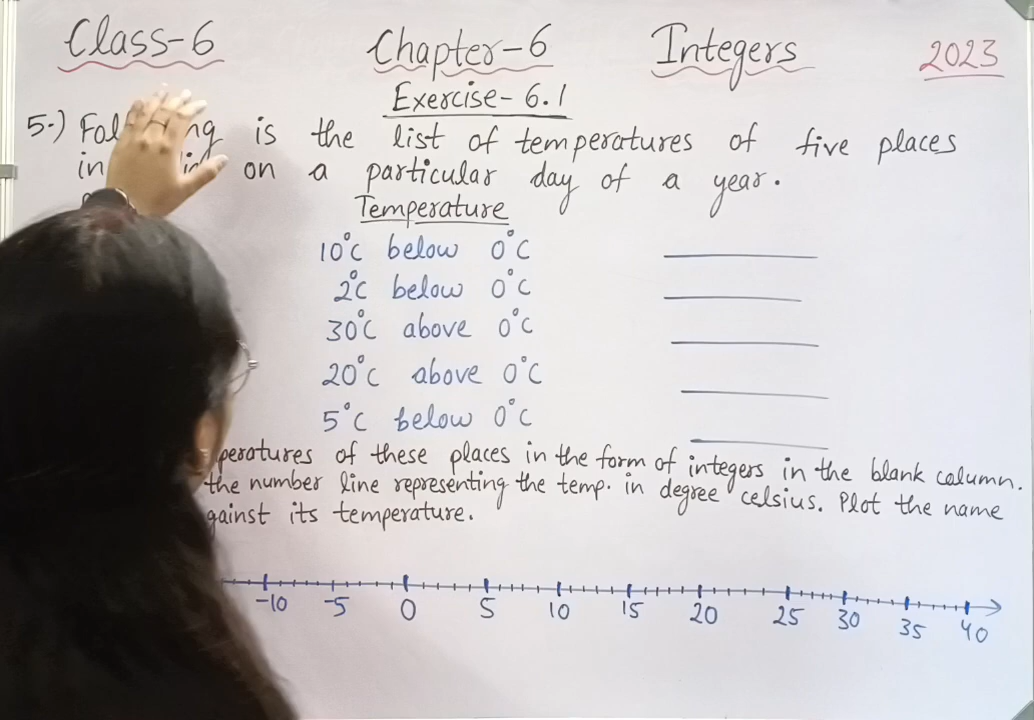 Class-6 Chapter-6 Integers 2023
Exercise-6.1
5.) is the list of temperatures of five places
in on a particular day of a year.
Temperature
10°C below 0°C
2°C below 0°C
30°C above 0°C
20°C above 0°C
5°C below 0°C
peratures of these places in the form of integers in the blank column.
the number line representing the temp. in degree celsius. Plot the name
gainst its temperature.
-10 -5 0 5 10 15 20 25 30 35 40